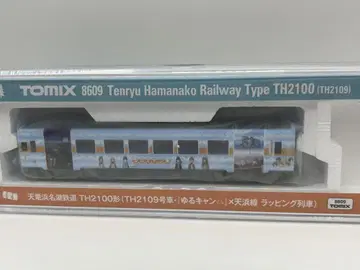 TOMIX 8609 Tenryu Hamanako Railway Type TH2100 (TH2109)
天竜浜名湖鉄道 TH2100形 (TH2109号車・「ゆるキャン△」×天浜線 ラッピング列車)
8609
TOMIX